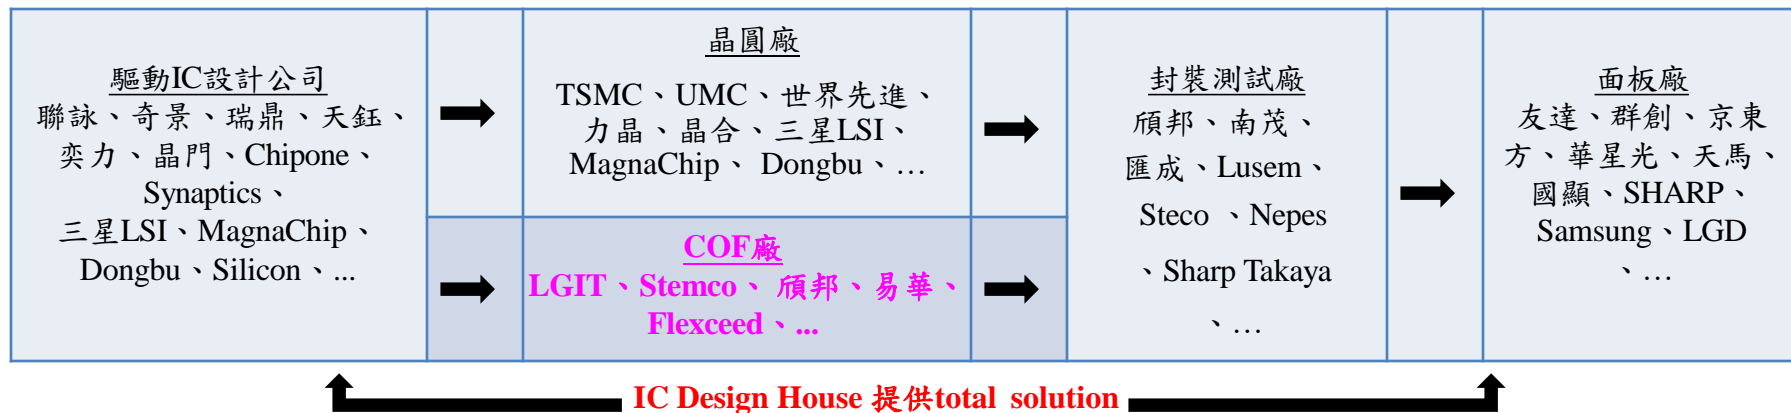 驅動IC設計公司
聯詠、奇景、瑞鼎、天鈺、
奕力、晶門、Chipone、
Synaptics、
三星LSI、MagnaChip、
Dongbu、Silicon、...
晶圓廠
TSMC、UMC、世界先進、
力晶、晶合、三星LSI、
MagnaChip、 Dongbu、…
COF廠
LGIT、Stemco、 頎邦、易華、
Flexceed、...
封裝測試廠
頎邦、南茂、
匯成、Lusem、
Steco 、Nepes
、Sharp Takaya
、…
面板廠
友達、群創、京東
方、華星光、天馬、
國顯、SHARP、
Samsung、LGD
、…
IC Design House 提供total solution